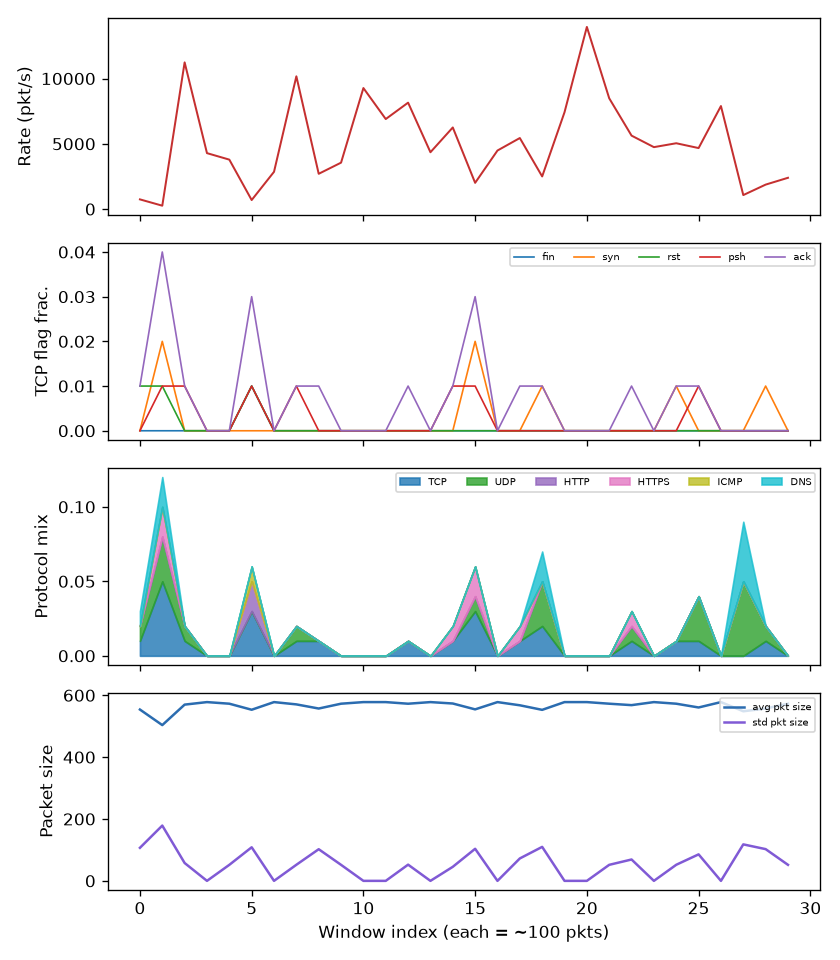 Rate (pkt/s)
10000
5000
0
TCP flag frac.
0.04
0.03
0.02
0.01
0.00
fin syn rst psh ack
Protocol mix
0.10
0.05
0.00
TCP UDP HTTP HTTPS ICMP DNS
Packet size
600
400
200
0
avg pkt size
std pkt size
0 5 10 15 20 25 30
Window index (each = ~100 pkts)